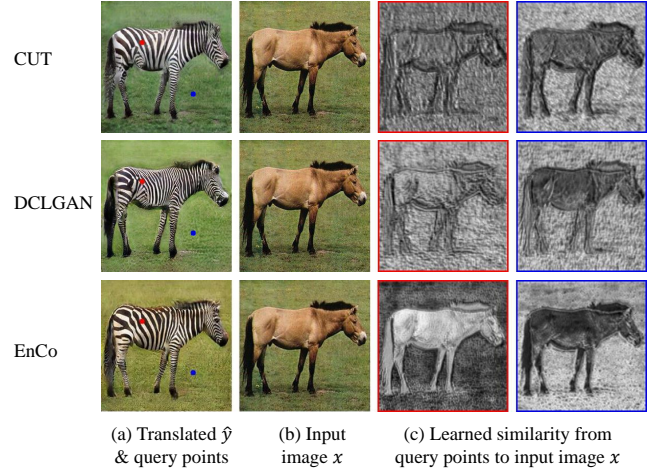 CUT
DCLGAN
EnCo
(a) Translated ŷ
& query points
(b) Input
image x
(c) Learned similarity from
query points to input image x